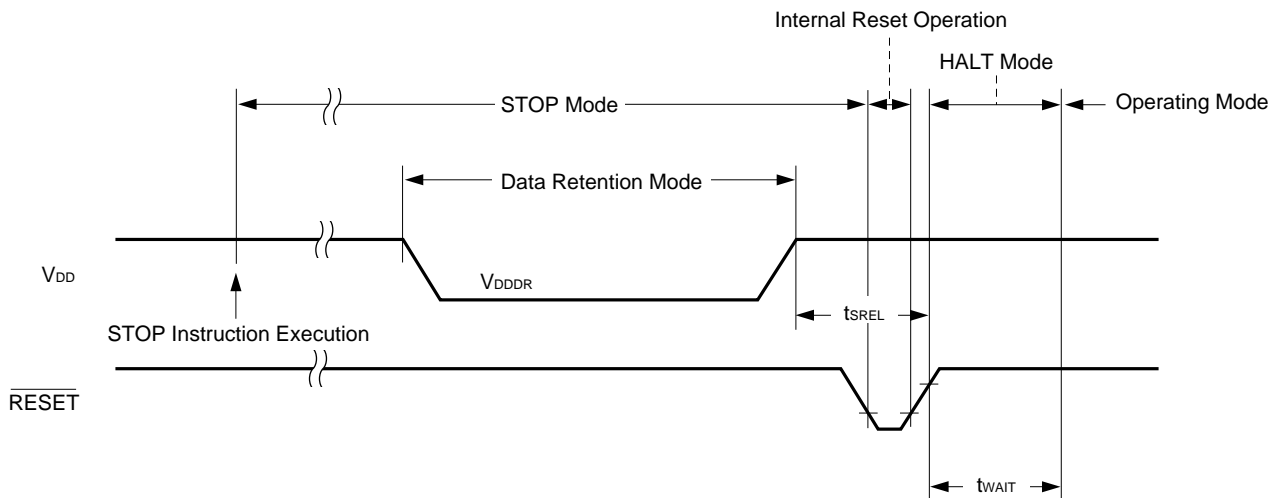 Internal Reset Operation
HALT Mode
STOP Mode
Operating Mode
Data Retention Mode
VDD
VDDDR
STOP Instruction Execution
tSREL
RESET
tWAIT